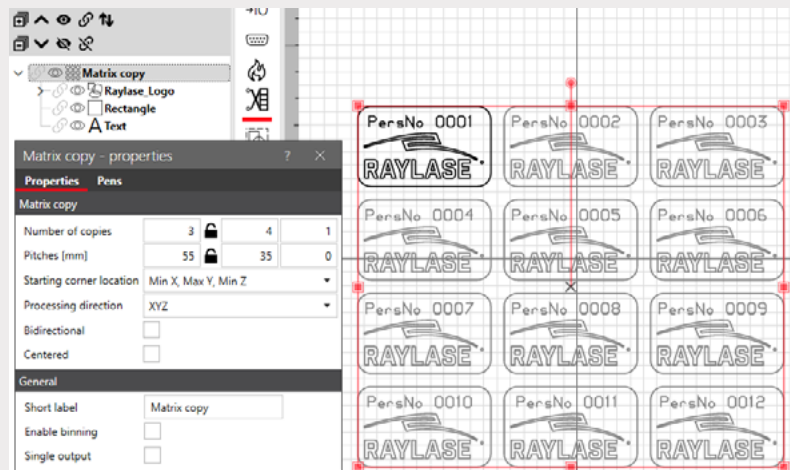 Matrix copy
Raylase_Logo
Rectangle
A Text
Matrix copy - properties ? ×
Properties Pens
Matrix copy
Number of copies 3 4 1
Pitches [mm] 55 35 0
Starting corner location Min X, Max Y, Min Z
Processing direction XYZ
Bidirectional
Centered
General
Short label Matrix copy
Enable binning
Single output
PersNo 0001 PersNo 0002 PersNo 0003
RAYLASE RAYLASE RAYLASE
PersNo 0004 PersNo 0005 PersNo 0006
RAYLASE RAYLASE RAYLASE
PersNo 0007 PersNo 0008 PersNo 0009
RAYLASE RAYLASE RAYLASE
PersNo 0010 PersNo 0011 PersNo 0012
RAYLASE RAYLASE RAYLASE